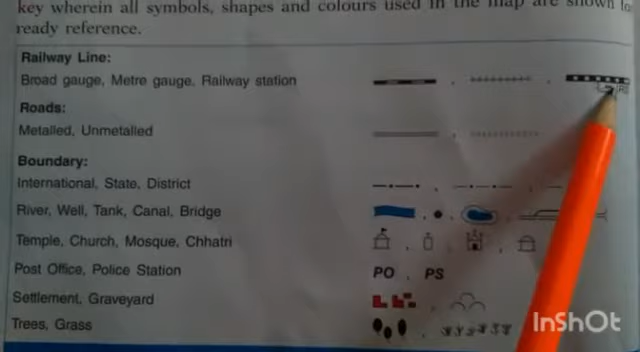 key wherein all symbols, shapes and colours used in the map are shown for
ready reference.
Railway Line:
Broad gauge, Metre gauge, Railway station
RS
Roads:
Metalled, Unmetalled
Boundary:
International, State, District
River, Well, Tank, Canal, Bridge
Temple, Church, Mosque, Chhatri
Post Office, Police Station PO , PS
Settlement, Graveyard
Trees, Grass
InShOt